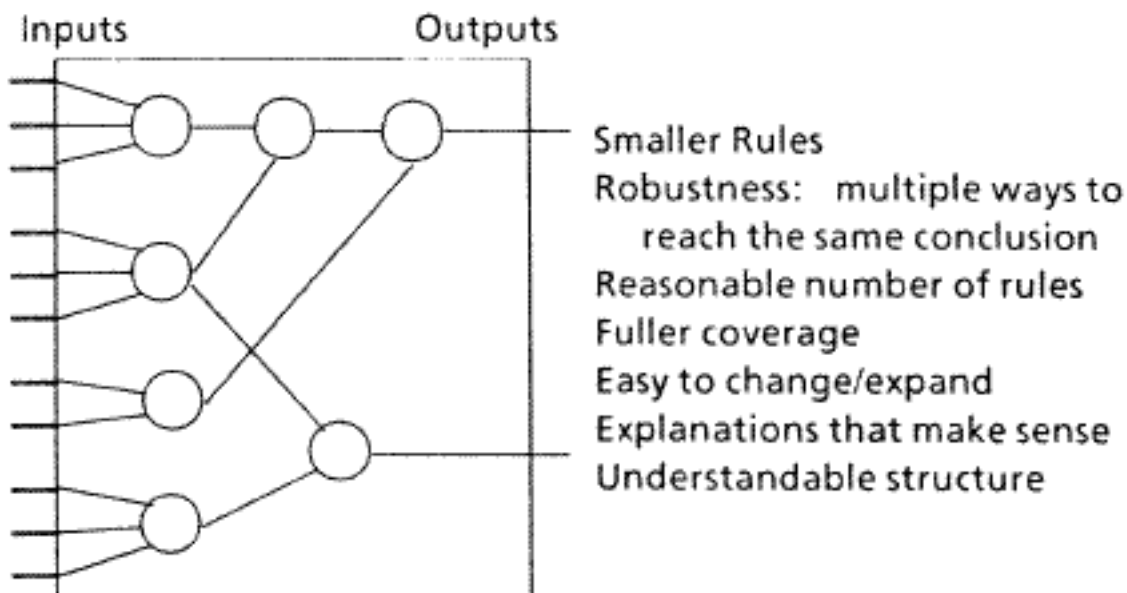 Inputs
Outputs
Smaller Rules
Robustness: multiple ways to
reach the same conclusion
Reasonable number of rules
Fuller coverage
Easy to change/expand
Explanations that make sense
Understandable structure